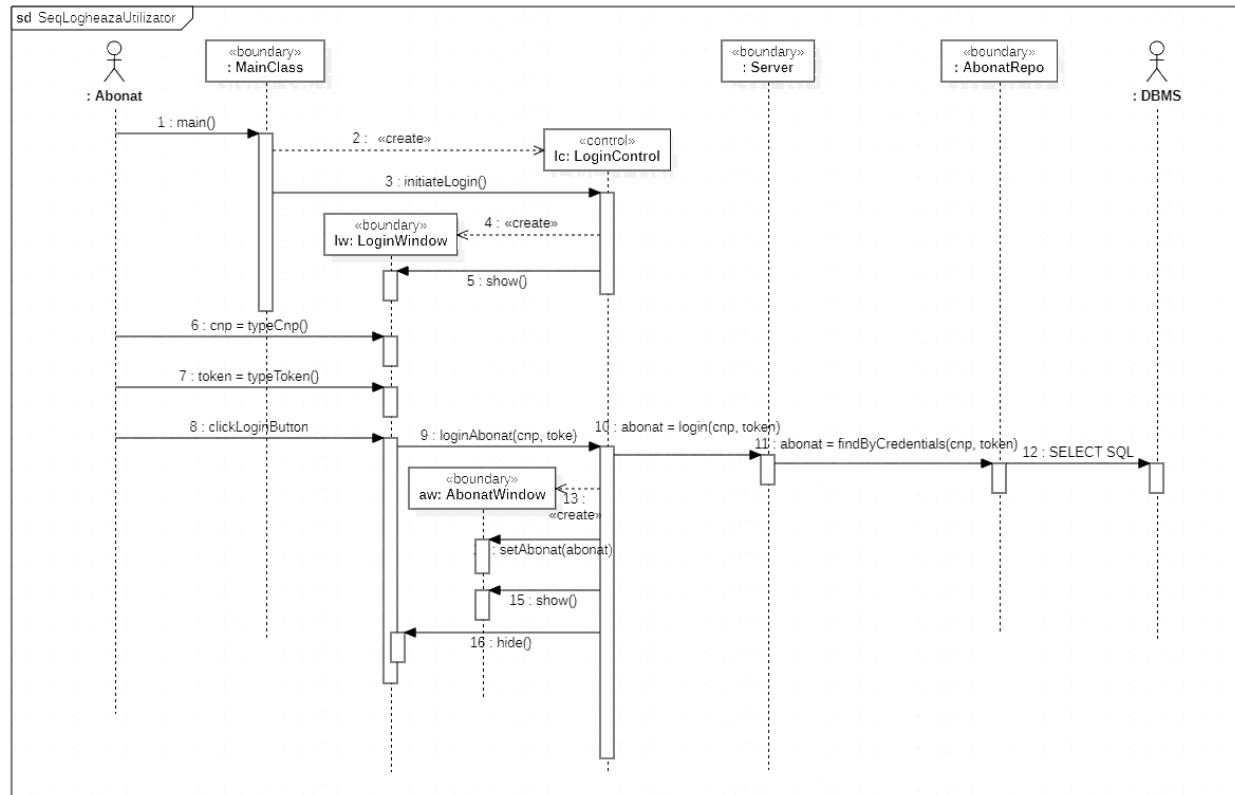 sd SeqLogheazaUtilizator
«boundary»
: MainClass
«boundary»
: Server
«boundary»
: AbonatRepo
: Abonat
: DBMS
1 : main()
2 : «create»
«control»
lc: LoginControl
3 : initiateLogin()
«boundary»
lw: LoginWindow
4 : «create»
5 : show()
6 : cnp = typeCnp()
7 : token = typeToken()
8 : clickLoginButton
9 : loginAbonat(cnp, toke)
10 : abonat = login(cnp, token)
11 : abonat = findByCredentials(cnp, token)
12 : SELECT SQL
«boundary»
aw: AbonatWindow
13 :
«create»
: setAbonat(abonat)
15 : show()
16 : hide()